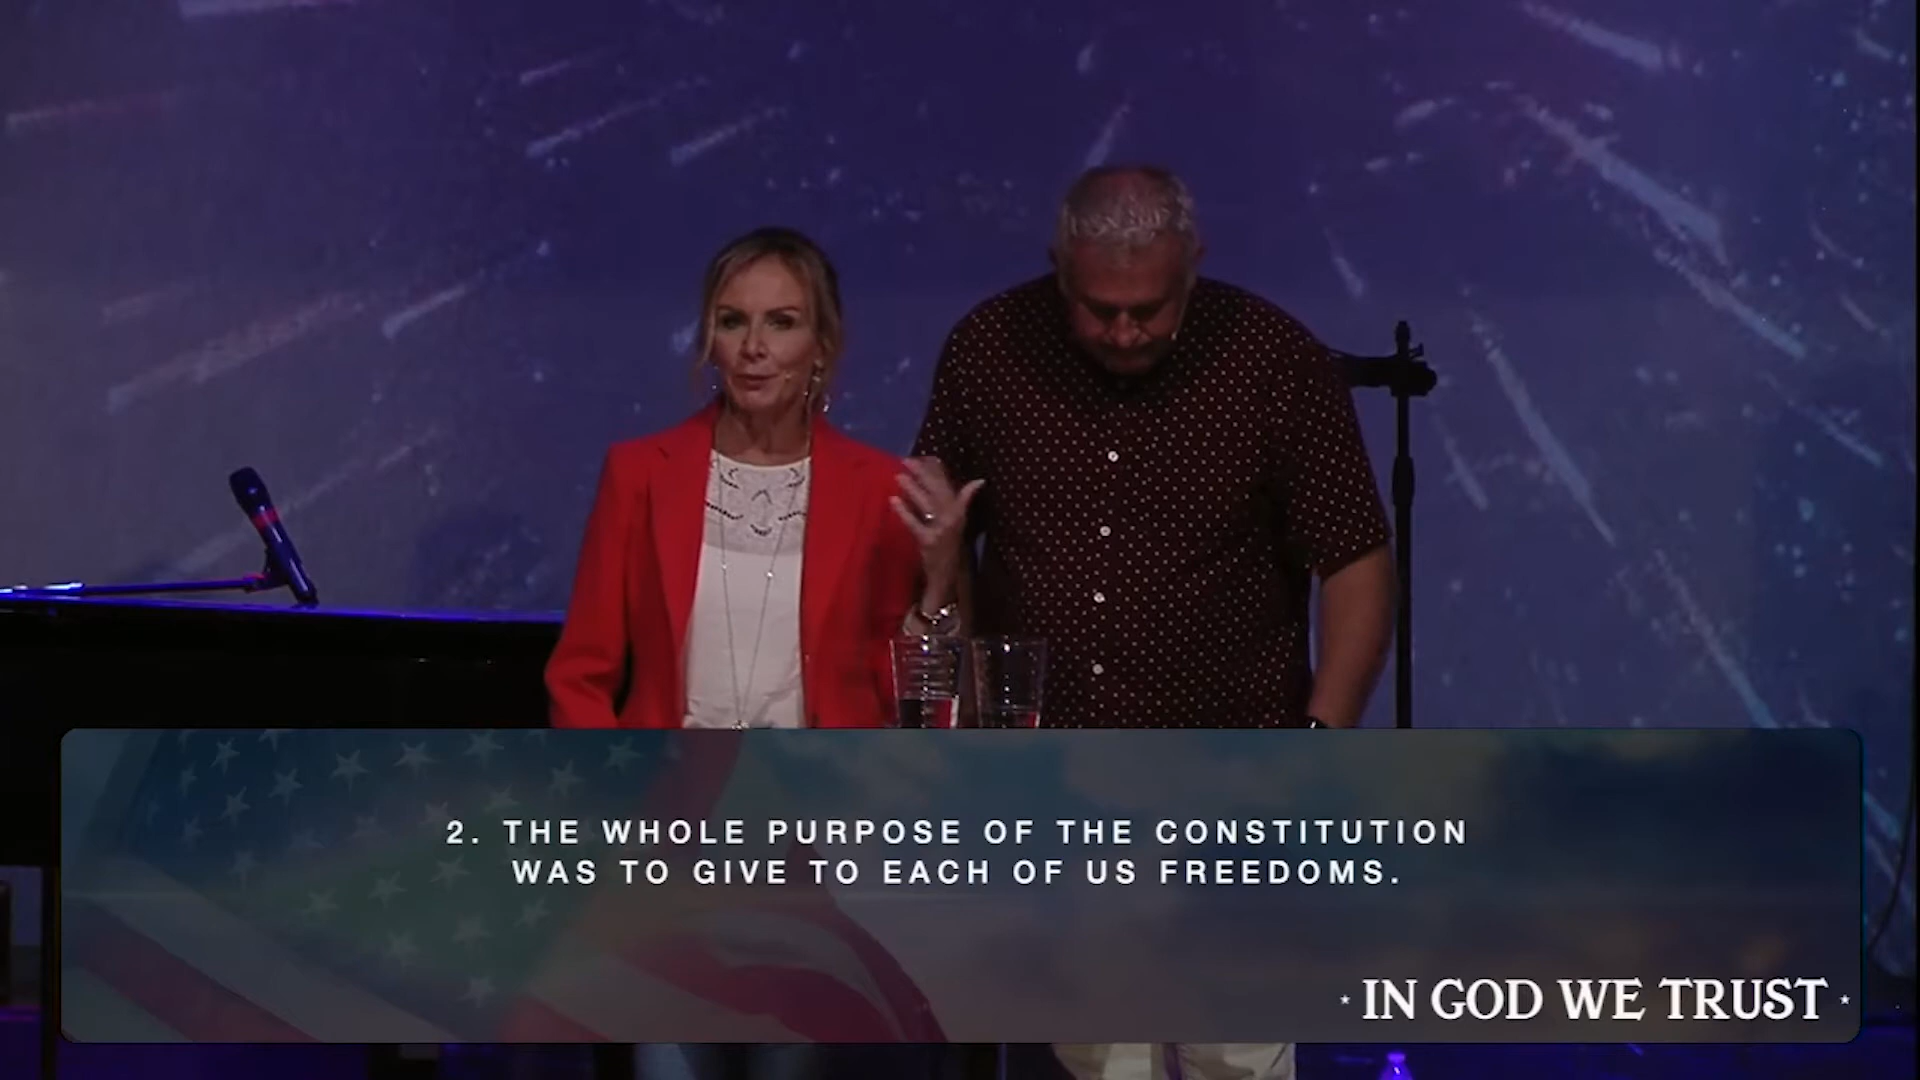 2. THE WHOLE PURPOSE OF THE CONSTITUTION
WAS TO GIVE TO EACH OF US FREEDOMS.
· IN GOD WE TRUST ·